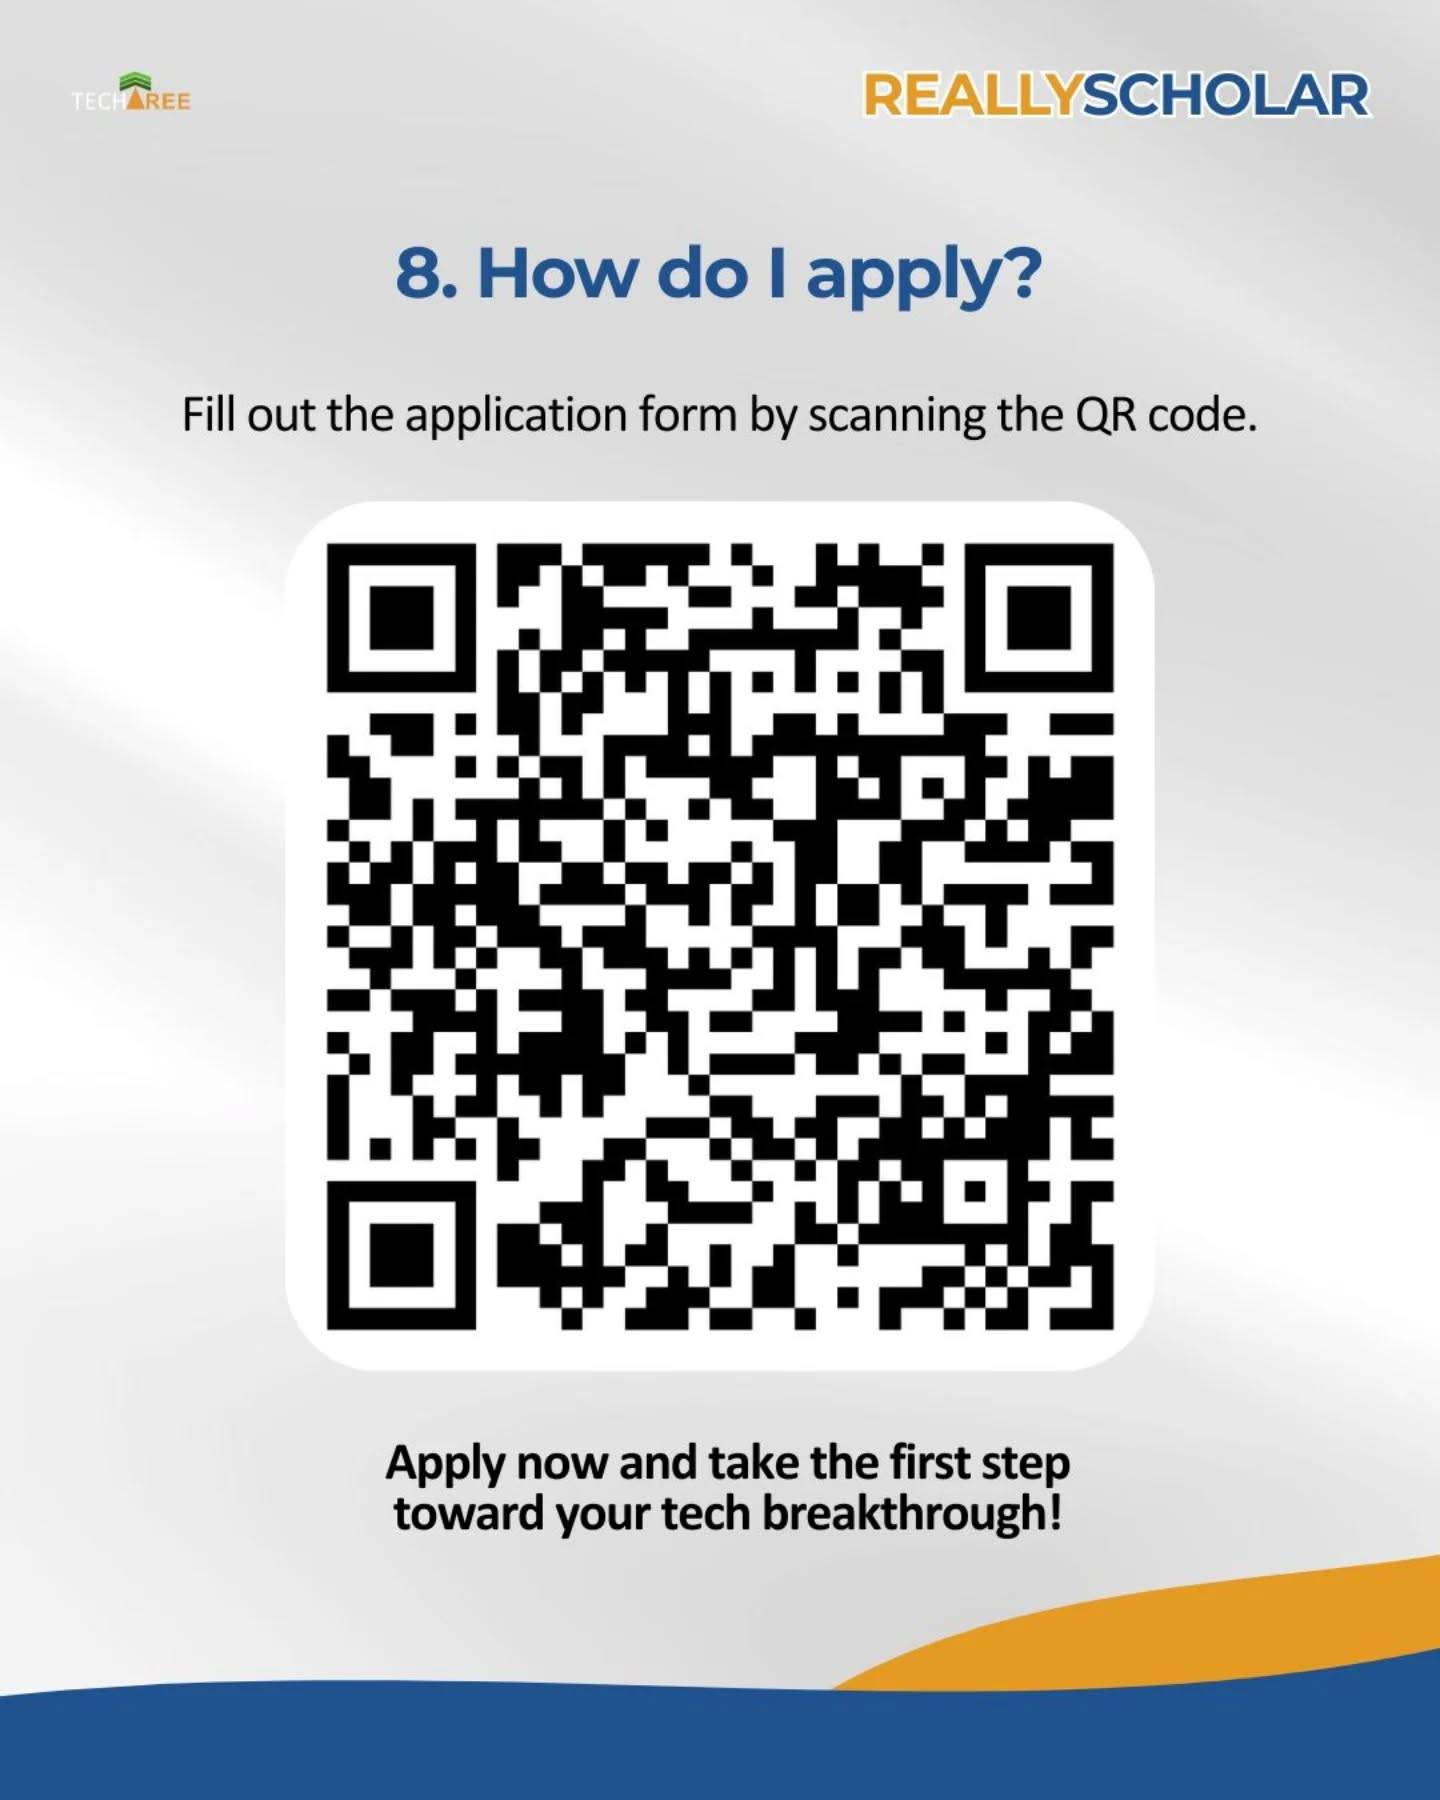 TECHTREE
REALLYSCHOLAR
8. How do I apply?
Fill out the application form by scanning the QR code.
Apply now and take the first step
toward your tech breakthrough!